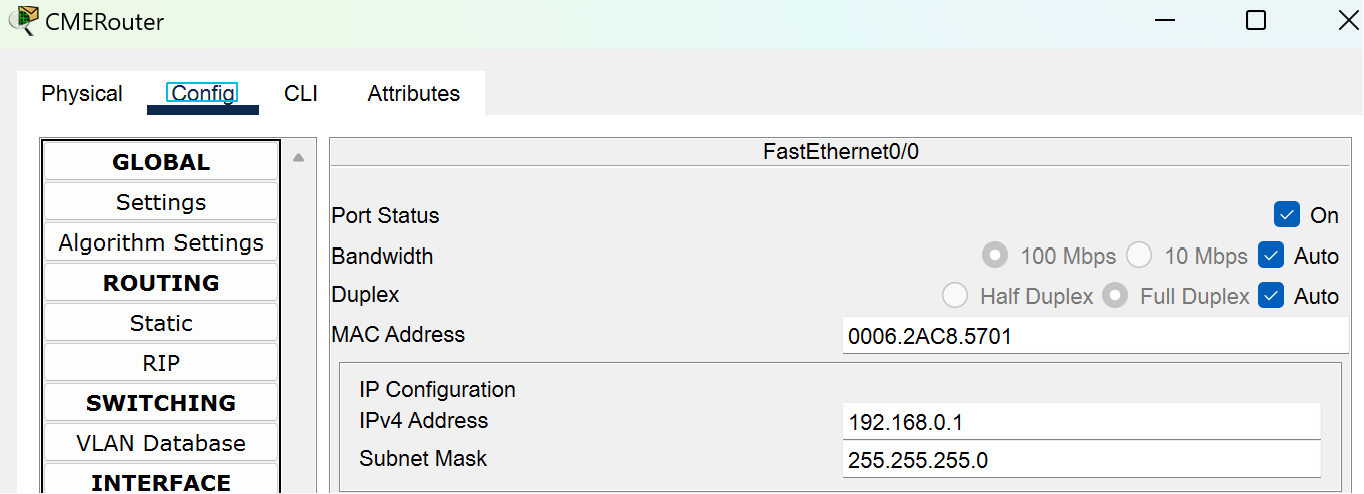 CMERouter
Physical Config CLI Attributes
GLOBAL
Settings
Algorithm Settings
ROUTING
Static
RIP
SWITCHING
VLAN Database
INTERFACE
FastEthernet0/0
Port Status On
Bandwidth 100 Mbps 10 Mbps Auto
Duplex Half Duplex Full Duplex Auto
MAC Address 0006.2AC8.5701
IP Configuration
IPv4 Address 192.168.0.1
Subnet Mask 255.255.255.0